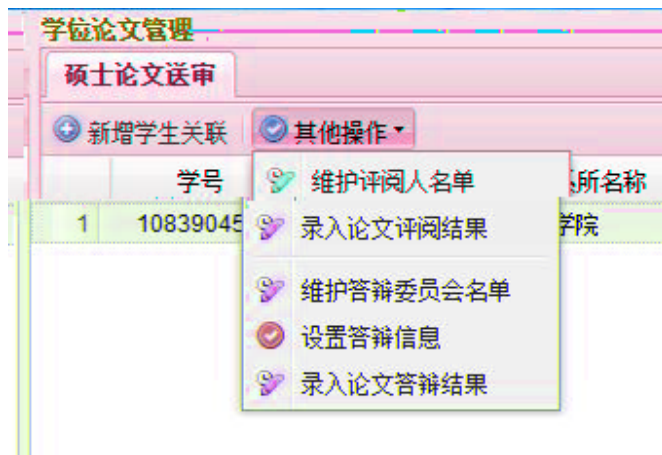 学位论文管理
硕士论文送审
新增学生关联 其他操作
学号 所名称
维护评阅人名单
1 10839045 学院
录入论文评阅结果
维护答辩委员会名单
设置答辩信息
录入论文答辩结果